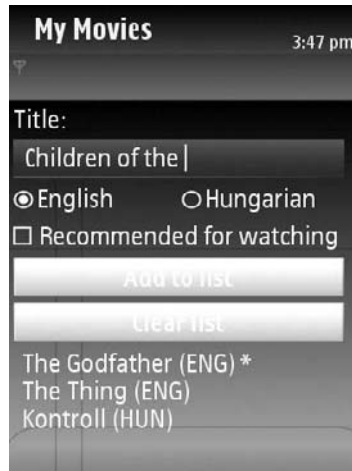 My Movies
3:47 pm
Title:
Children of the
English Hungarian
Recommended for watching
Add to list
Clear list
The Godfather (ENG) *
The Thing (ENG)
Kontroll (HUN)